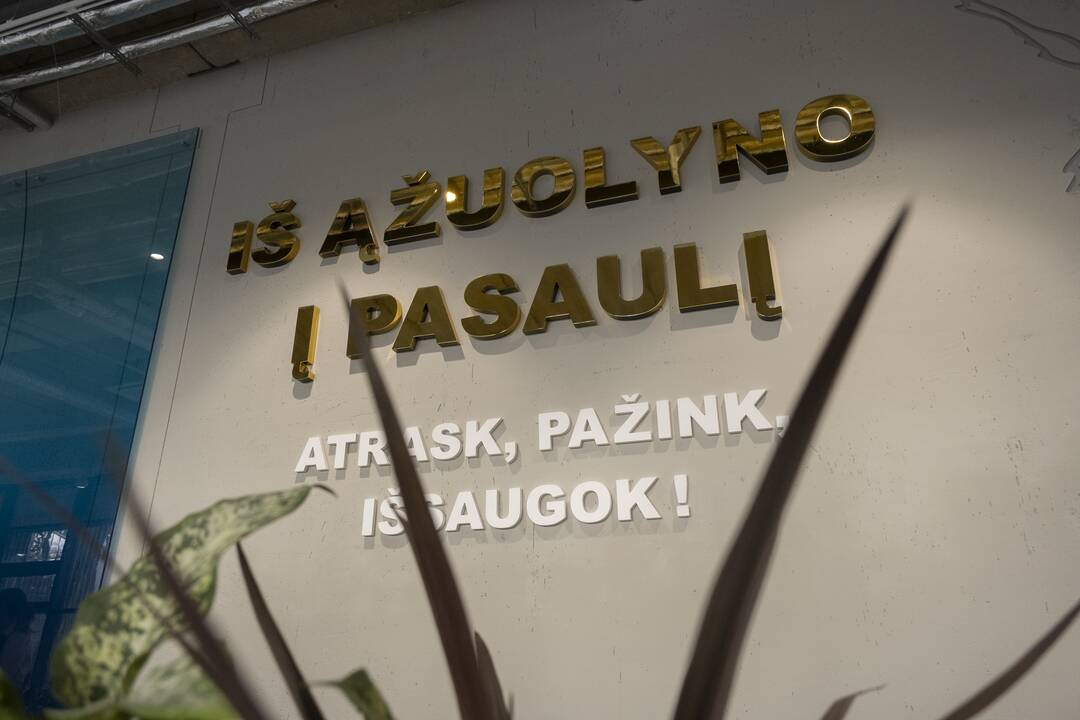 IŠ ĄŽUOLYNO
Į PASAULĮ
ATRASK, PAŽINK,
IŠSAUGOK !